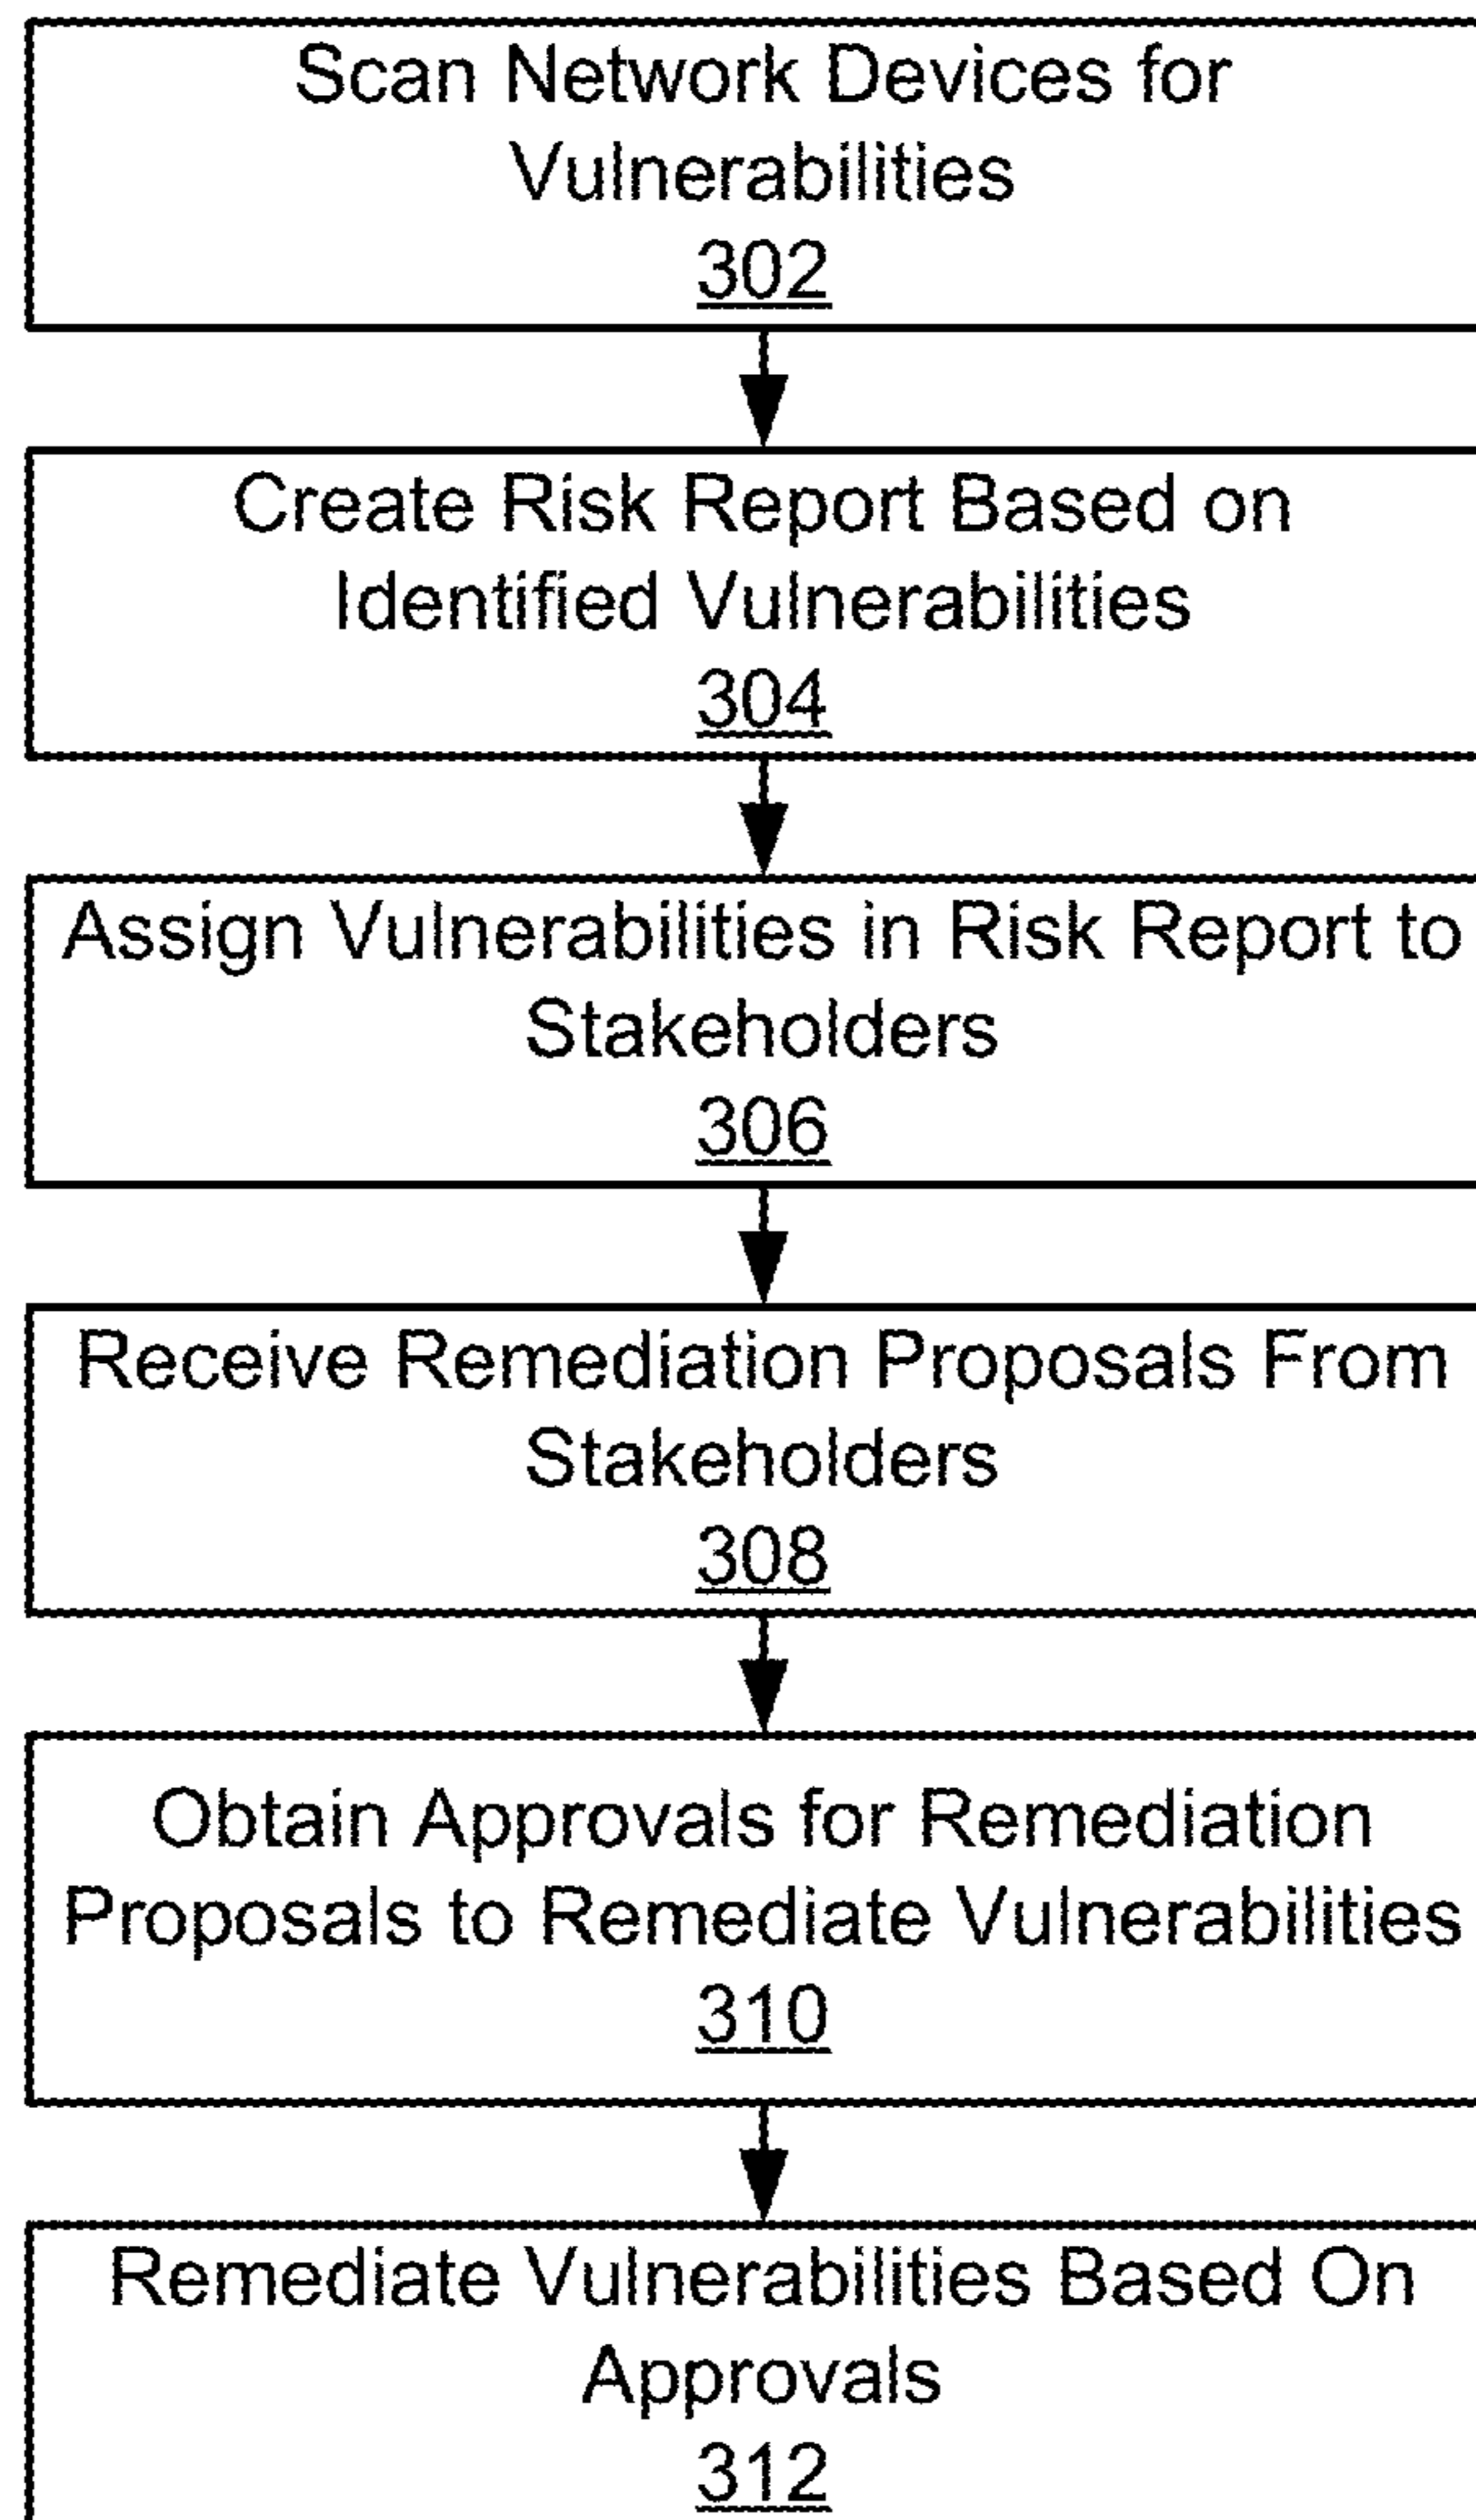 Scan Network Devices for
Vulnerabilities
302
Create Risk Report Based on
Identified Vulnerabilities
304
Assign Vulnerabilities in Risk Report to
Stakeholders
306
Receive Remediation Proposals From
Stakeholders
308
Obtain Approvals for Remediation
Proposals to Remediate Vulnerabilities
310
Remediate Vulnerabilities Based On
Approvals
312